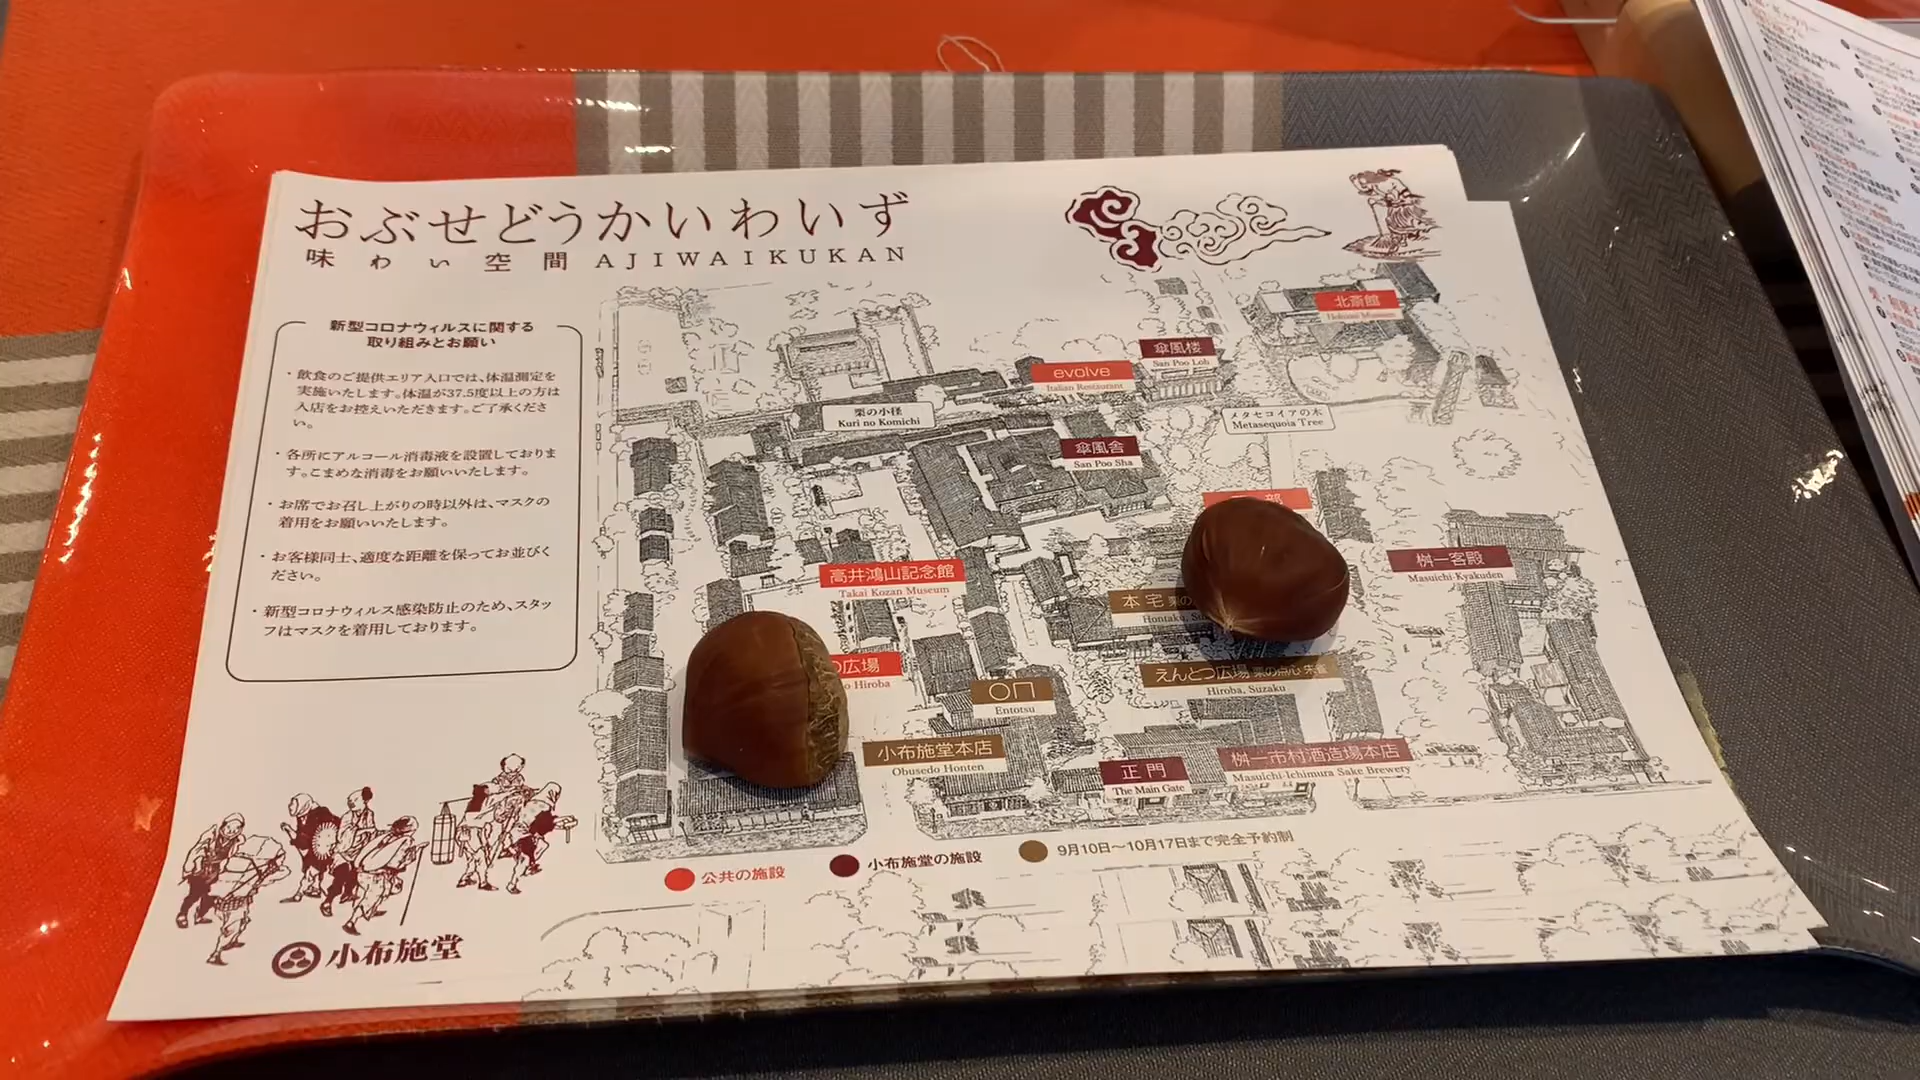 おぶせどうかいわいず
味わい空間 AJIWAIKUKAN
新型コロナウィルスに関する
取り組みとお願い
・飲食のご提供エリア入口では、体温測定を
実施いたします。体温が37.5度以上の方は
入店をお控えいただきます。ご了承くださ
い。
・各所にアルコール消毒液を設置しておりま
す。こまめな消毒をお願いいたします。
・お席でお召し上がりの時以外は、マスクの
着用をお願いいたします。
・お客様同士、適度な距離を保ってお並びく
ださい。
・新型コロナウィルス感染防止のため、スタッ
フはマスクを着用しております。
小布施堂
北斎館
Hokusai Museum
傘風楼
San Poo Loh
evolve
Italian Restaurant
栗の小径
Kuri no Komichi
メタセコイアの木
Metasequoia Tree
傘風舎
San Poo Sha
部
桝一客殿
Masuichi-Kyakuden
高井鴻山記念館
Takai Kozan Museum
本宅 栗の
Hontaku, Su
の広場
o Hiroba
えんとつ広場 栗の点心 朱雀
Hiroba, Suzaku
Entotsu
小布施堂本店
Obusedo Honten
正門
The Main Gate
桝一市村酒造場本店
Masuichi-Ichimura Sake Brewery
公共の施設
小布施堂の施設
9月10日～10月17日まで完全予約制